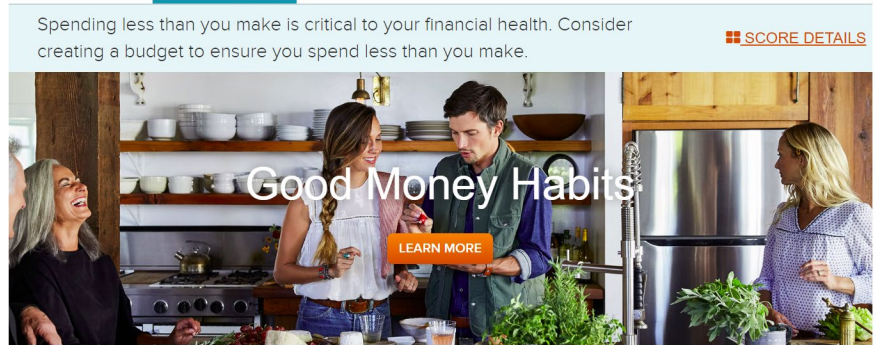 Spending less than you make is critical to your financial health. Consider
creating a budget to ensure you spend less than you make.
SCORE DETAILS
Good Money Habits
LEARN MORE